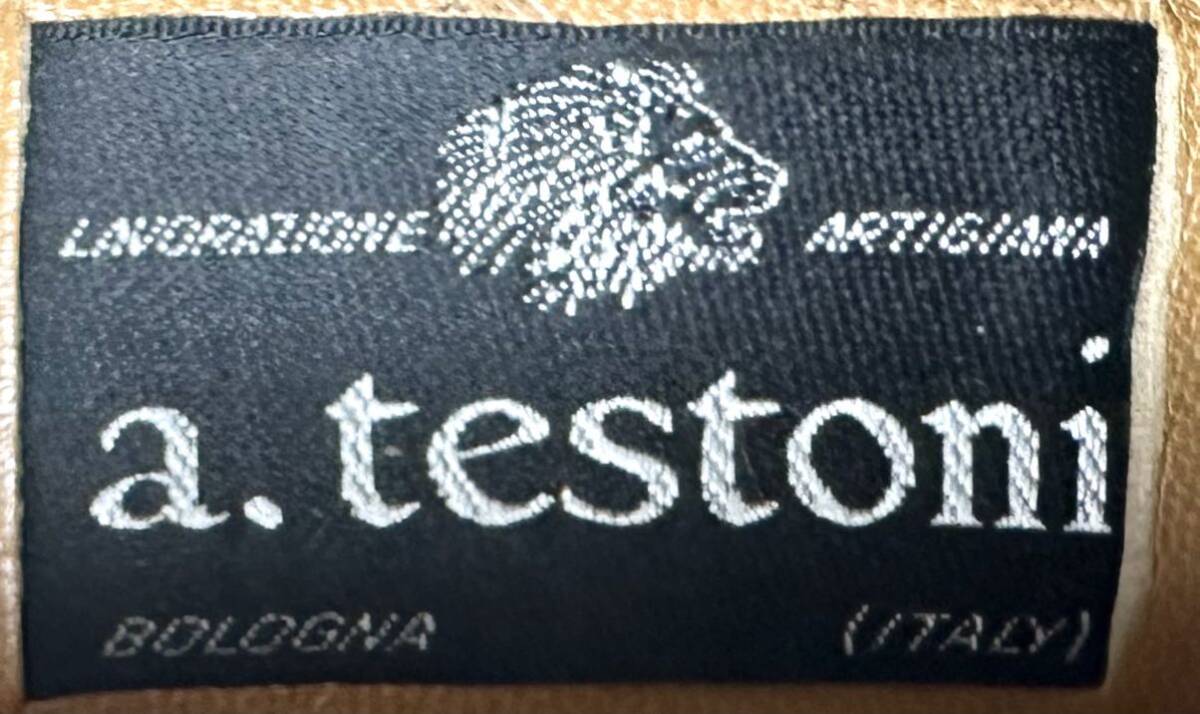 LAVORAZIONE ARTIGIANA
a. testoni
BOLOGNA (ITALY)